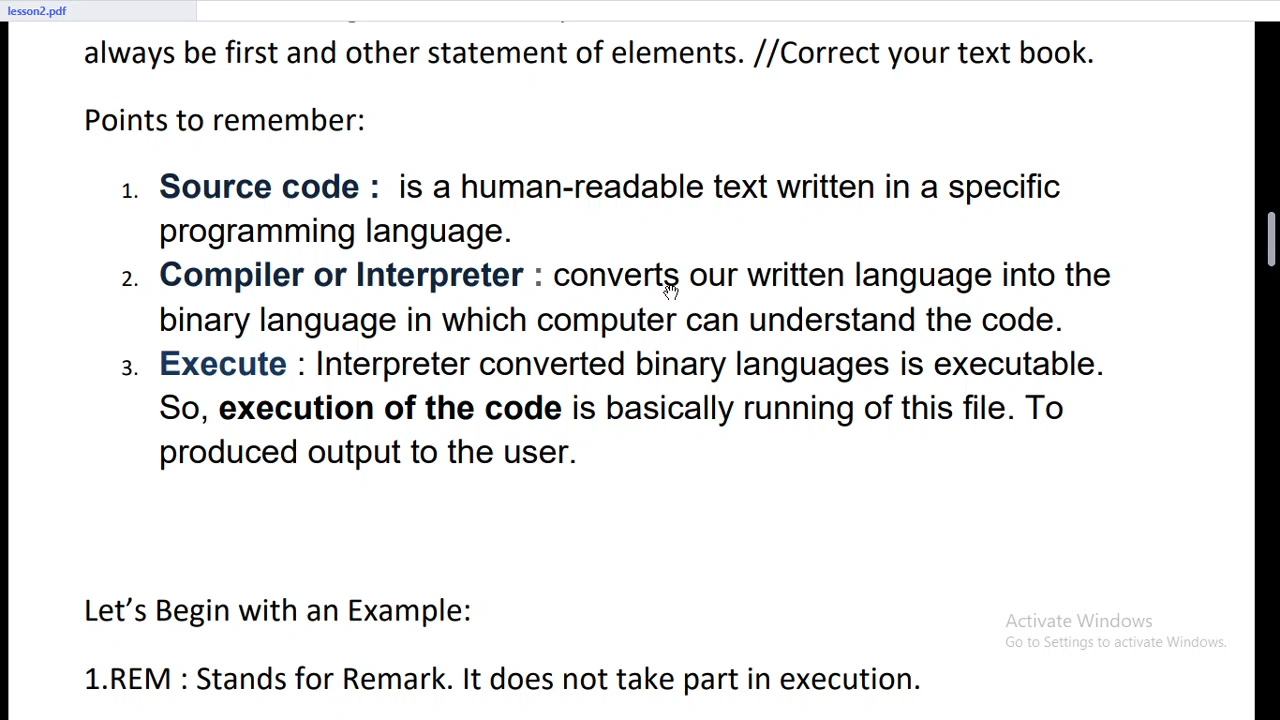 lesson2.pdf
always be first and other statement of elements. //Correct your text book.
Points to remember:
1. Source code : is a human-readable text written in a specific
programming language.
2. Compiler or Interpreter : converts our written language into the
binary language in which computer can understand the code.
3. Execute : Interpreter converted binary languages is executable.
So, execution of the code is basically running of this file. To
produced output to the user.
Let’s Begin with an Example:
Activate Windows
Go to Settings to activate Windows.
1.REM : Stands for Remark. It does not take part in execution.